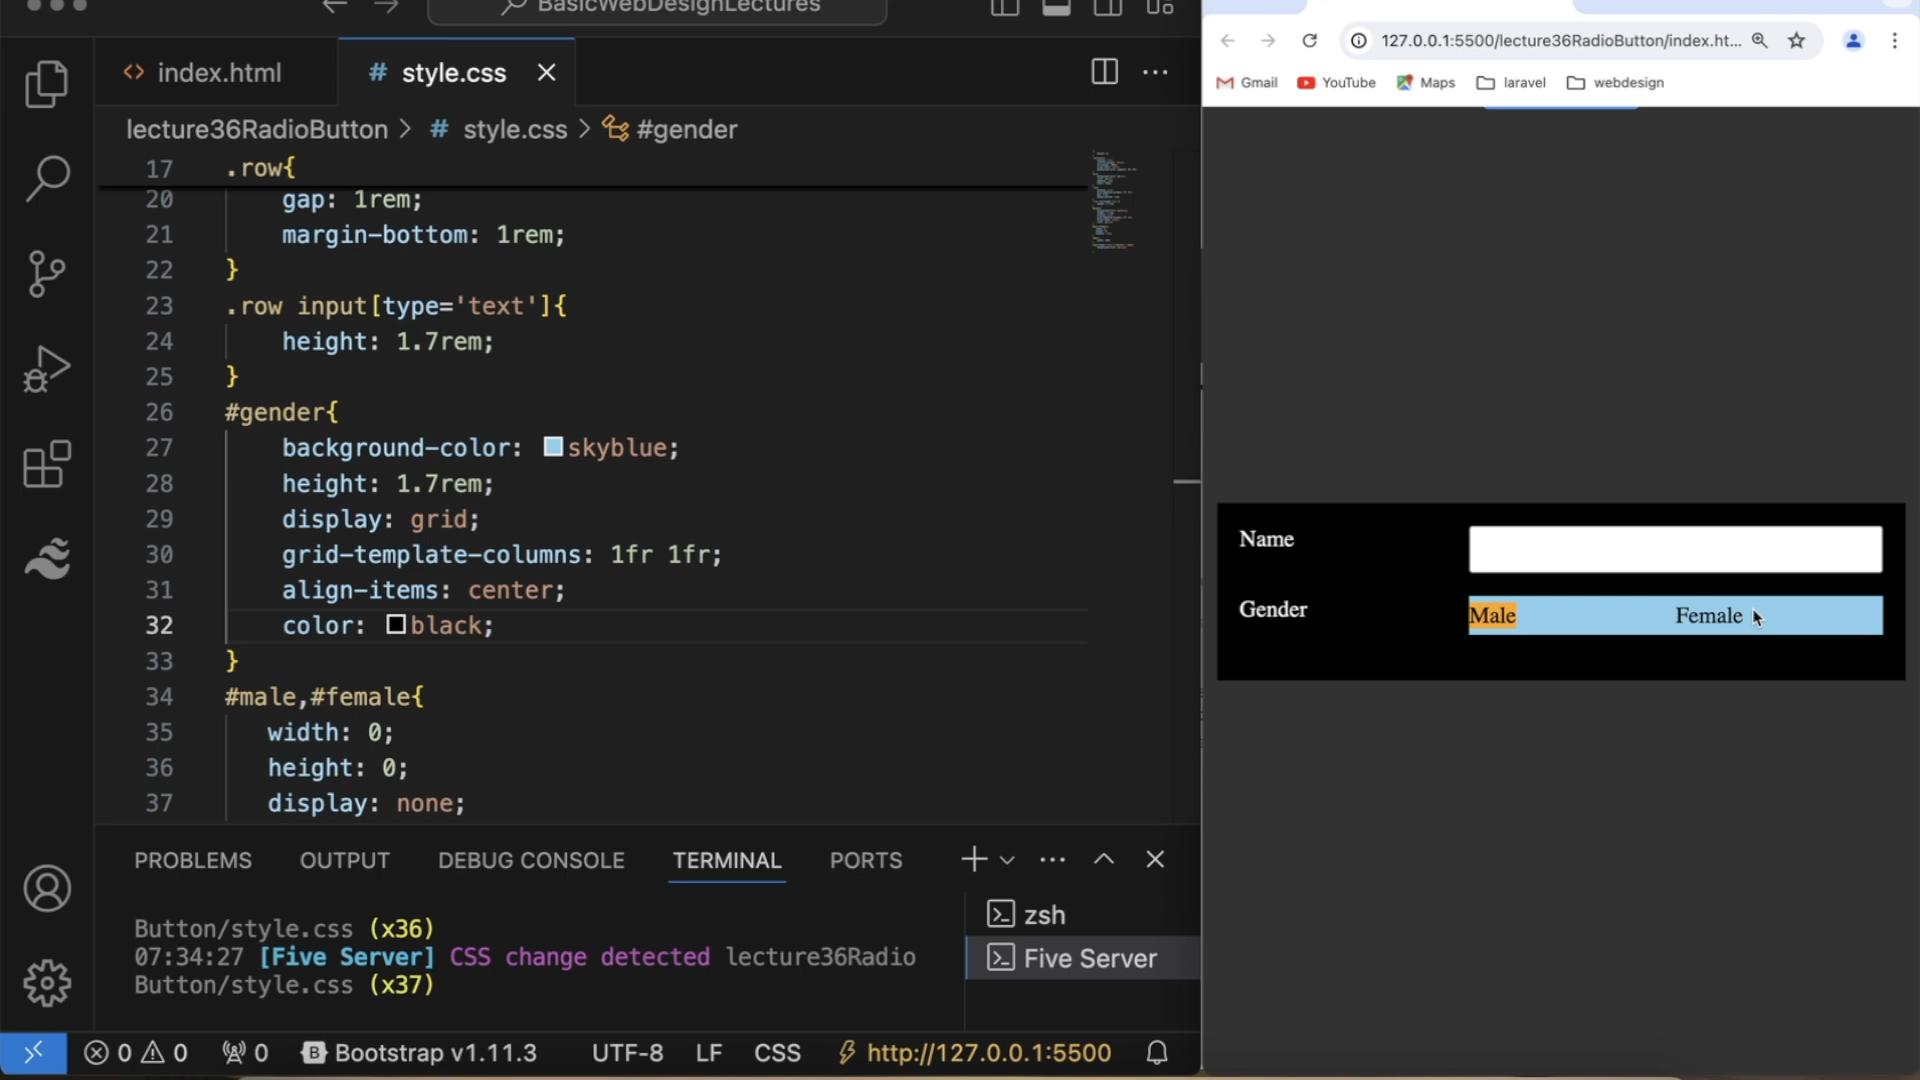 BasicWebDesignLectures
<> index.html
# style.css
lecture36RadioButton > # style.css > #gender
17 .row{
20 gap: 1rem;
21 margin-bottom: 1rem;
22 }
23 .row input[type='text']{
24 height: 1.7rem;
25 }
26 #gender{
27 background-color: skyblue;
28 height: 1.7rem;
29 display: grid;
30 grid-template-columns: 1fr 1fr;
31 align-items: center;
32 color: black;
33 }
34 #male,#female{
35 width: 0;
36 height: 0;
37 display: none;
PROBLEMS OUTPUT DEBUG CONSOLE TERMINAL PORTS
Button/style.css (x36)
07:34:27 [Five Server] CSS change detected lecture36Radio
Button/style.css (x37)
zsh
Five Server
0 0 0 B Bootstrap v1.11.3 UTF-8 LF CSS http://127.0.0.1:5500
127.0.0.1:5500/lecture36RadioButton/index.ht...
Gmail YouTube Maps laravel webdesign
Name
Gender Male Female